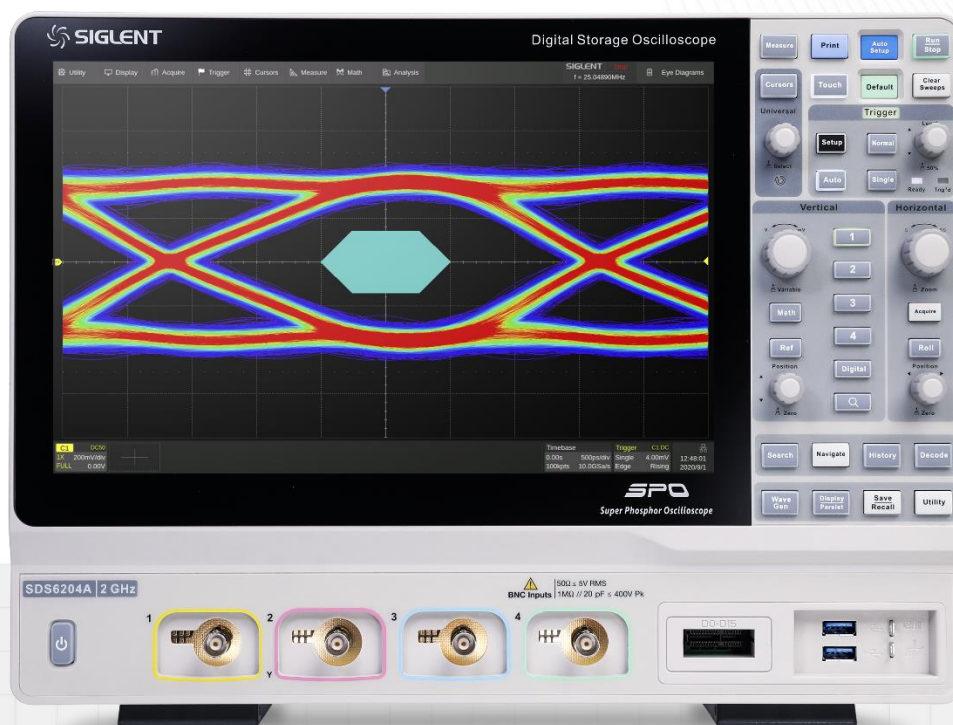 SIGLENT
Digital Storage Oscilloscope
Utility Display Acquire Trigger Cursors Measure Math Analysis
SIGLENT
f = 25.04890MHz
Eye Diagrams
C1 DC50
1X 200mV/div
FULL 0.00V
Timebase
0.00s 500ps/div
100kpts 10.0GSa/s
Trigger C1 DC
Single 4.00mV
Edge Rising
12:48:01
2020/9/1
SPO
Super Phosphor Oscilloscope
Measure
Print
Auto
Setup
Run
Stop
Cursors
Touch
Default
Clear
Sweeps
Universal
Select
Trigger
Setup
Normal
Level
50%
Auto
Single
Ready Trig'd
Vertical
Horizontal
V mV
1
Variable
2
Zoom
3
Math
Acquire
4
Ref
Roll
Position
Digital
Position
Zero
Zero
Search
Navigate
History
Decode
Wave
Gen
Save
Recall
Utility
SDS6204A 2 GHz
BNC Inputs
50Ω ≤ 5V RMS
1MΩ // 20 pF ≤ 400V Pk
1
2
3
4
Y
D0-D15